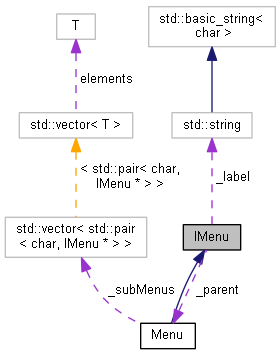 T
std::basic_string<
char >
elements
std::vector< T >
std::string
< std::pair< char,
IMenu * > >
_label
std::vector< std::pair
< char, IMenu * > >
IMenu
_subMenus
_parent
Menu